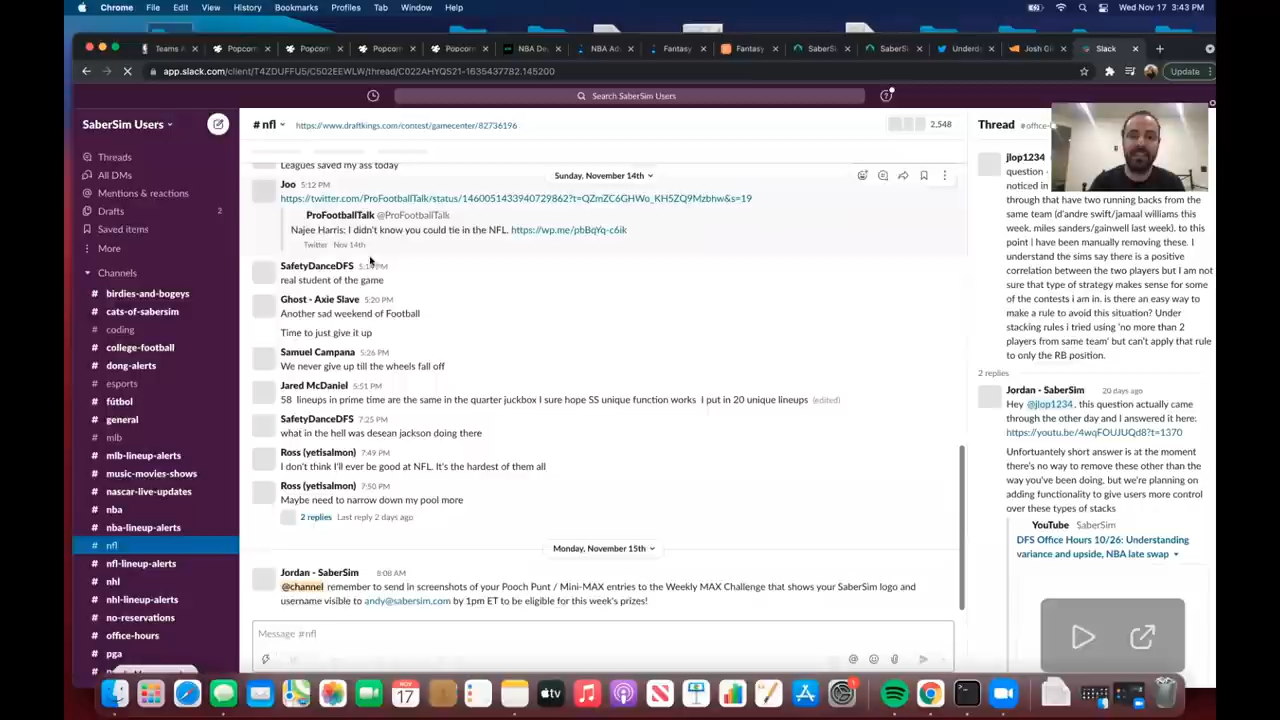 Chrome File Edit View History Bookmarks Profiles Tab Window Help Wed Nov 17 3:43 PM
Teams Popcorn Popcorn Popcorn Popcorn NBA De NBA Ad Fantasy Fantasy SaberSi SaberSi Underd Josh Gi Slack
app.slack.com/client/T4ZDUFFU5/C502EEWLW/thread/C022AHYQS21-1635437782.145200 Update
Search SaberSim Users
SaberSim Users
Threads
All DMs
Mentions & reactions
Drafts 2
Saved items
More
Channels
# birdies-and-bogeys
# cats-of-sabersim
# coding
# college-football
# dong-alerts
# esports
# fútbol
# general
# mlb
# mlb-lineup-alerts
# music-movies-shows
# nascar-live-updates
# nba
# nba-lineup-alerts
# nfl
# nfl-lineup-alerts
# nhl
# nhl-lineup-alerts
# no-reservations
# office-hours
# pga
# nfl https://www.draftkings.com/contest/gamecenter/82736196 2,548
Leagues saved my ass today
Sunday, November 14th
Joo 5:12 PM
https://twitter.com/ProFootballTalk/status/1460051433940729862?t=QZmZC6GHWo_KH5ZQ9Mzbhw&s=19
ProFootballTalk @ProFootballTalk
Najee Harris: I didn't know you could tie in the NFL. https://wp.me/pbBqYq-c6ik
Twitter Nov 14th
SafetyDanceDFS
real student of the game
Ghost - Axie Slave 5:20 PM
Another sad weekend of Football
Time to just give it up
Samuel Campana 5:26 PM
We never give up till the wheels fall off
Jared McDaniel 5:51 PM
58 lineups in prime time are the same in the quarter juckbox I sure hope SS unique function works I put in 20 unique lineups (edited)
SafetyDanceDFS 7:25 PM
what in the hell was desean jackson doing there
Ross (yetisalmon) 7:49 PM
I don't think I'll ever be good at NFL. It's the hardest of them all
Ross (yetisalmon) 7:50 PM
Maybe need to narrow down my pool more
2 replies Last reply 2 days ago
Monday, November 15th
Jordan - SaberSim 8:08 AM
@channel remember to send in screenshots of your Pooch Punt / Mini-MAX entries to the Weekly MAX Challenge that shows your SaberSim logo and
username visible to andy@sabersim.com by 1pm ET to be eligible for this week's prizes!
Message #nfl
Thread
jlop1234
question -
noticed in
through that have two running backs from the
same team (d'andre swift/jamaal williams this
week, miles sanders/gainwell last week). to this
point i have been manually removing these. I
understand the sims say there is a positive
correlation between the two players but I am not
sure that type of strategy makes sense for some
of the contests i am in. is there an easy way to
make a rule to avoid this situation? Under
stacking rules i tried using 'no more than 2
players from same team' but can't apply that rule
to only the RB position.
2 replies
Jordan - SaberSim 20 days ago
Hey @jlop1234, this question actually came
through the other day and I answered it here:
https://youtu.be/4wqFOUJUQd8?t=1370
Unfortuantely short answer is at the moment
there's no way to remove these other than the
way you've been doing, but we're planning on
adding functionality to give users more control
over these types of stacks
YouTube SaberSim
DFS Office Hours 10/26: Understanding
variance and upside, NBA late swap
NOV
17